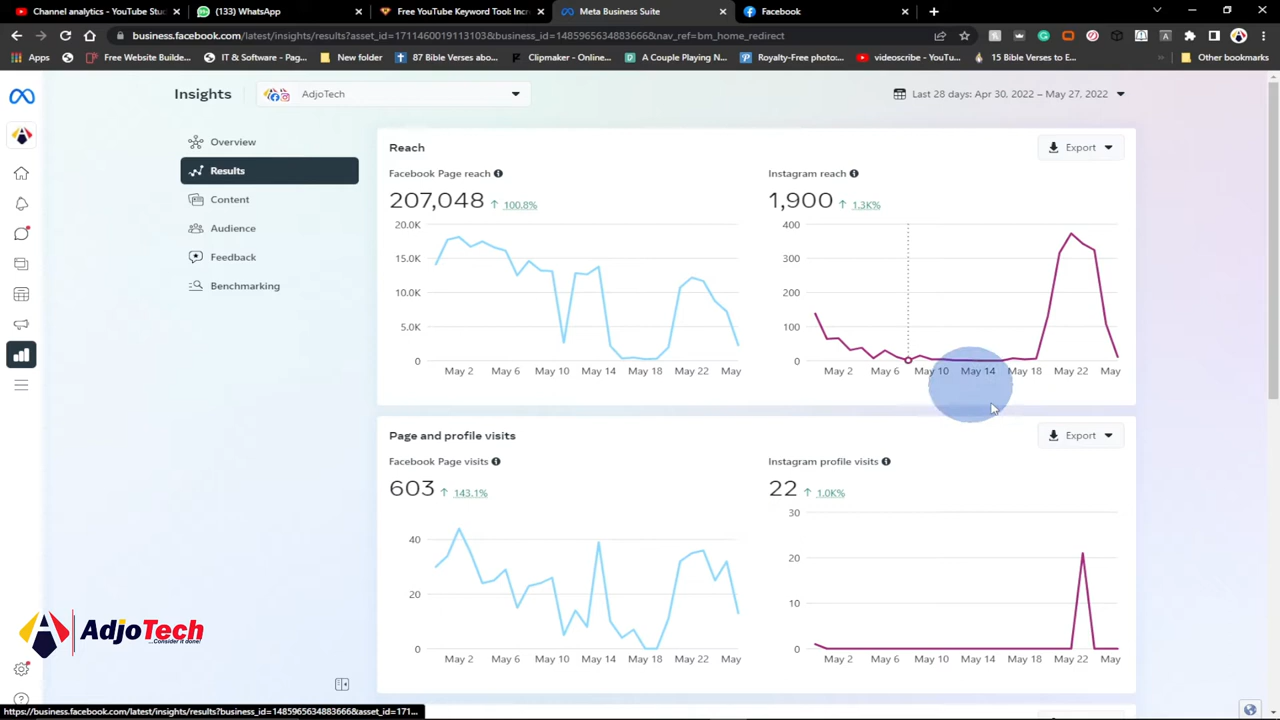 Channel analytics - YouTube Stud
(133) WhatsApp
Free YouTube Keyword Tools Incre
Meta Business Suite
Facebook
business.facebook.com/latest/insights/results?asset_id=171146001911310&business_id=148596563488366&nav_ref=bm_home_redirect
Free Website Builde...
IT & Software - Pag...
New folder
87 Bible Verses abo...
Clipmaker - Online...
A Couple Playing N...
Royalty-Free photo...
videoscribe - YouTu...
15 Bible Verses to E...
Other bookmarks
Insights
AdjoTech
Last 28 days: Apr 30, 2022 – May 27, 2022
Overview
Results
Content
Audience
Feedback
Benchmarking
Reach
Export
Facebook Page reach
207,048 ↑ 100.8%
20.0K
15.0K
10.0K
5.0K
0
May 2 May 6 May 10 May 14 May 18 May 22 May
Instagram reach
1,900 ↑ 1.3K%
400
300
200
100
0
May 2 May 6 May 10 May 14 May 18 May 22 May
Page and profile visits
Export
Facebook Page visits
603 ↑ 143.1%
40
20
0
May 2 May 6 May 10 May 14 May 18 May 22 May
Instagram profile visits
22 ↑ 1.0K%
30
20
10
0
May 2 May 6 May 10 May 14 May 18 May 22 May
AdjoTech
...Consider it done!